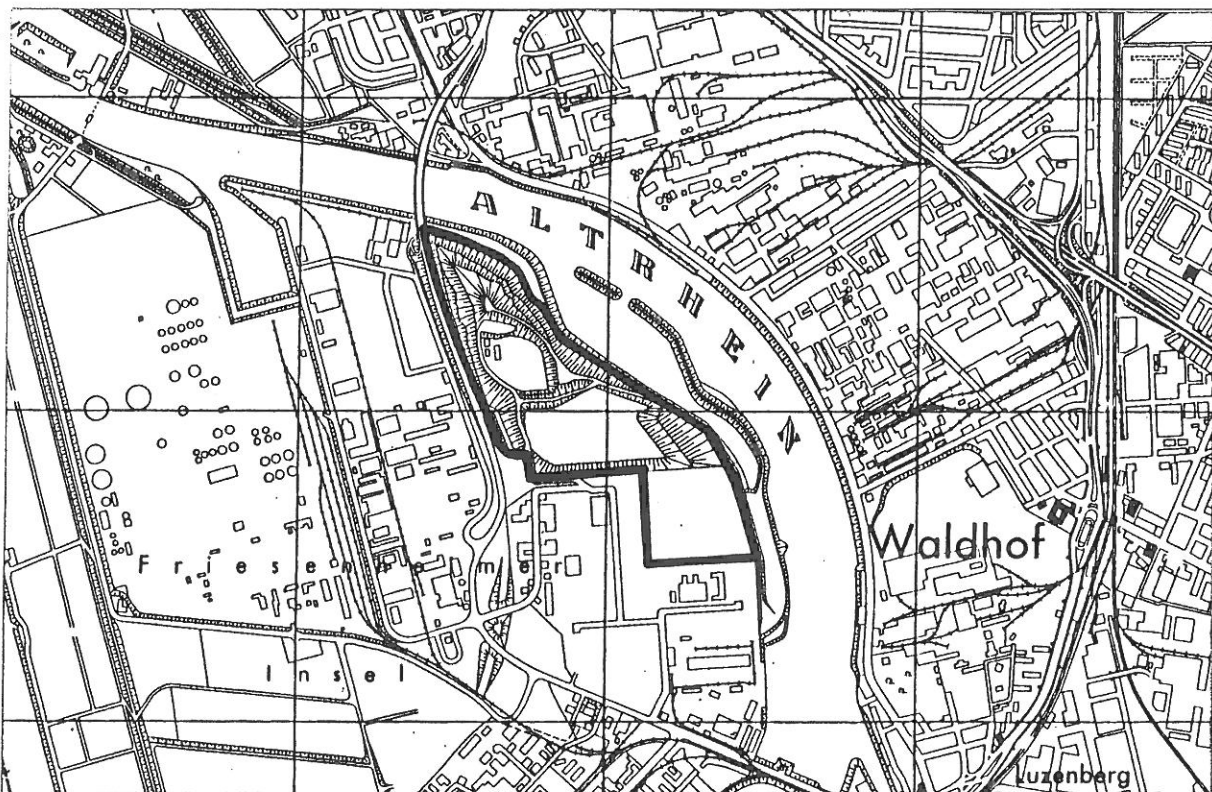 ALTRHEIN
Waldhof
Friesenheimer
Insel
Luzenberg